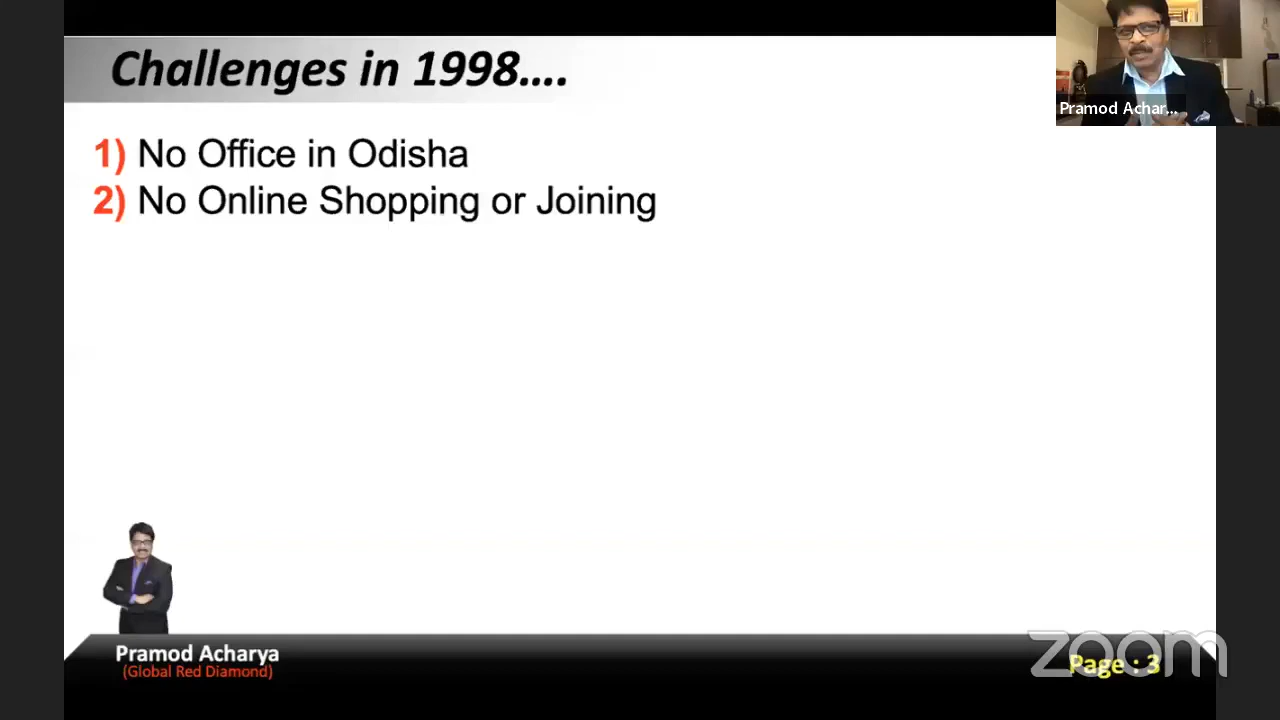 Challenges in 1998....
Pramod Achar...
1) No Office in Odisha
2) No Online Shopping or Joining
Pramod Acharya
(Global Red Diamond)
zoom
Page : 3